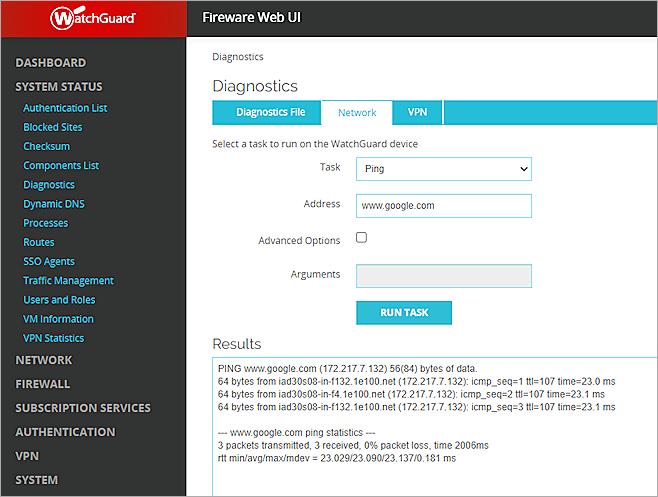 WatchGuard
Fireware Web UI
DASHBOARD
SYSTEM STATUS
Authentication List
Blocked Sites
Checksum
Components List
Diagnostics
Dynamic DNS
Processes
Routes
SSO Agents
Traffic Management
Users and Roles
VM Information
VPN Statistics
NETWORK
FIREWALL
SUBSCRIPTION SERVICES
AUTHENTICATION
VPN
SYSTEM
Diagnostics
Diagnostics
Diagnostics File Network VPN
Select a task to run on the WatchGuard device
Task Ping
Address www.google.com
Advanced Options
Arguments
RUN TASK
Results
PING www.google.com (172.217.7.132) 56(84) bytes of data.
64 bytes from iad30s08-in-f132.1e100.net (172.217.7.132): icmp_seq=1 ttl=107 time=23.0 ms
64 bytes from iad30s08-in-f4.1e100.net (172.217.7.132): icmp_seq=2 ttl=107 time=23.1 ms
64 bytes from iad30s08-in-f132.1e100.net (172.217.7.132): icmp_seq=3 ttl=107 time=23.1 ms
--- www.google.com ping statistics ---
3 packets transmitted, 3 received, 0% packet loss, time 2006ms
rtt min/avg/max/mdev = 23.029/23.090/23.137/0.181 ms